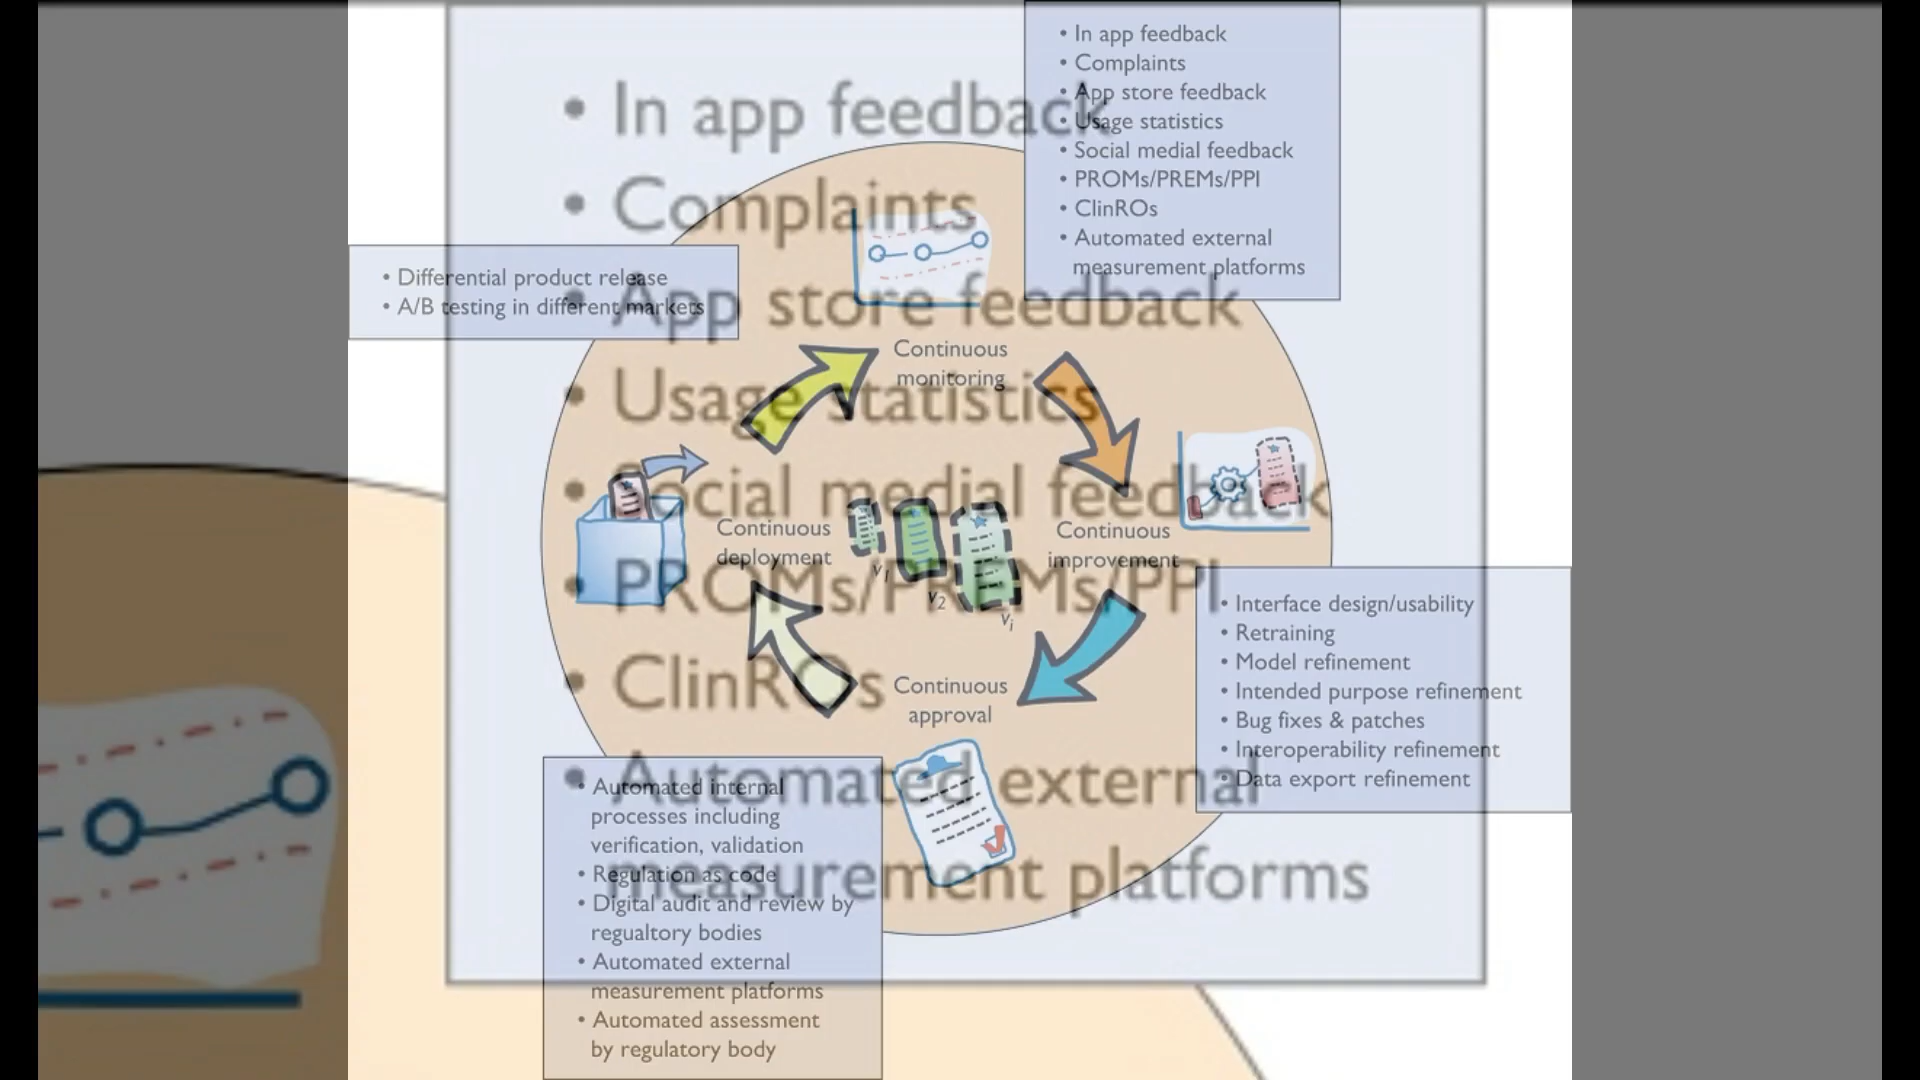 • In app feedback
• Complaints
• App store feedback
• Usage statistics
• Social medial feedback
• PROMs/PREMs/PPI
• ClinROs
• Automated external
measurement platforms
• In app feedback
• Complaints
• App store feedback
• Usage statistics
• Social medial feedback
• PROMs/PREMs/PPI
• ClinROs
• Automated external
measurement platforms
• Differential product release
• A/B testing in different markets
Continuous
monitoring
Continuous
deployment
v1
v2
vi
Continuous
improvement
• Interface design/usability
• Retraining
• Model refinement
• Intended purpose refinement
• Bug fixes & patches
• Interoperability refinement
• Data export refinement
Continuous
approval
• Automated internal
processes including
verification, validation
• Regulation as code
• Digital audit and review by
regualtory bodies
• Automated external
measurement platforms
• Automated assessment
by regulatory body